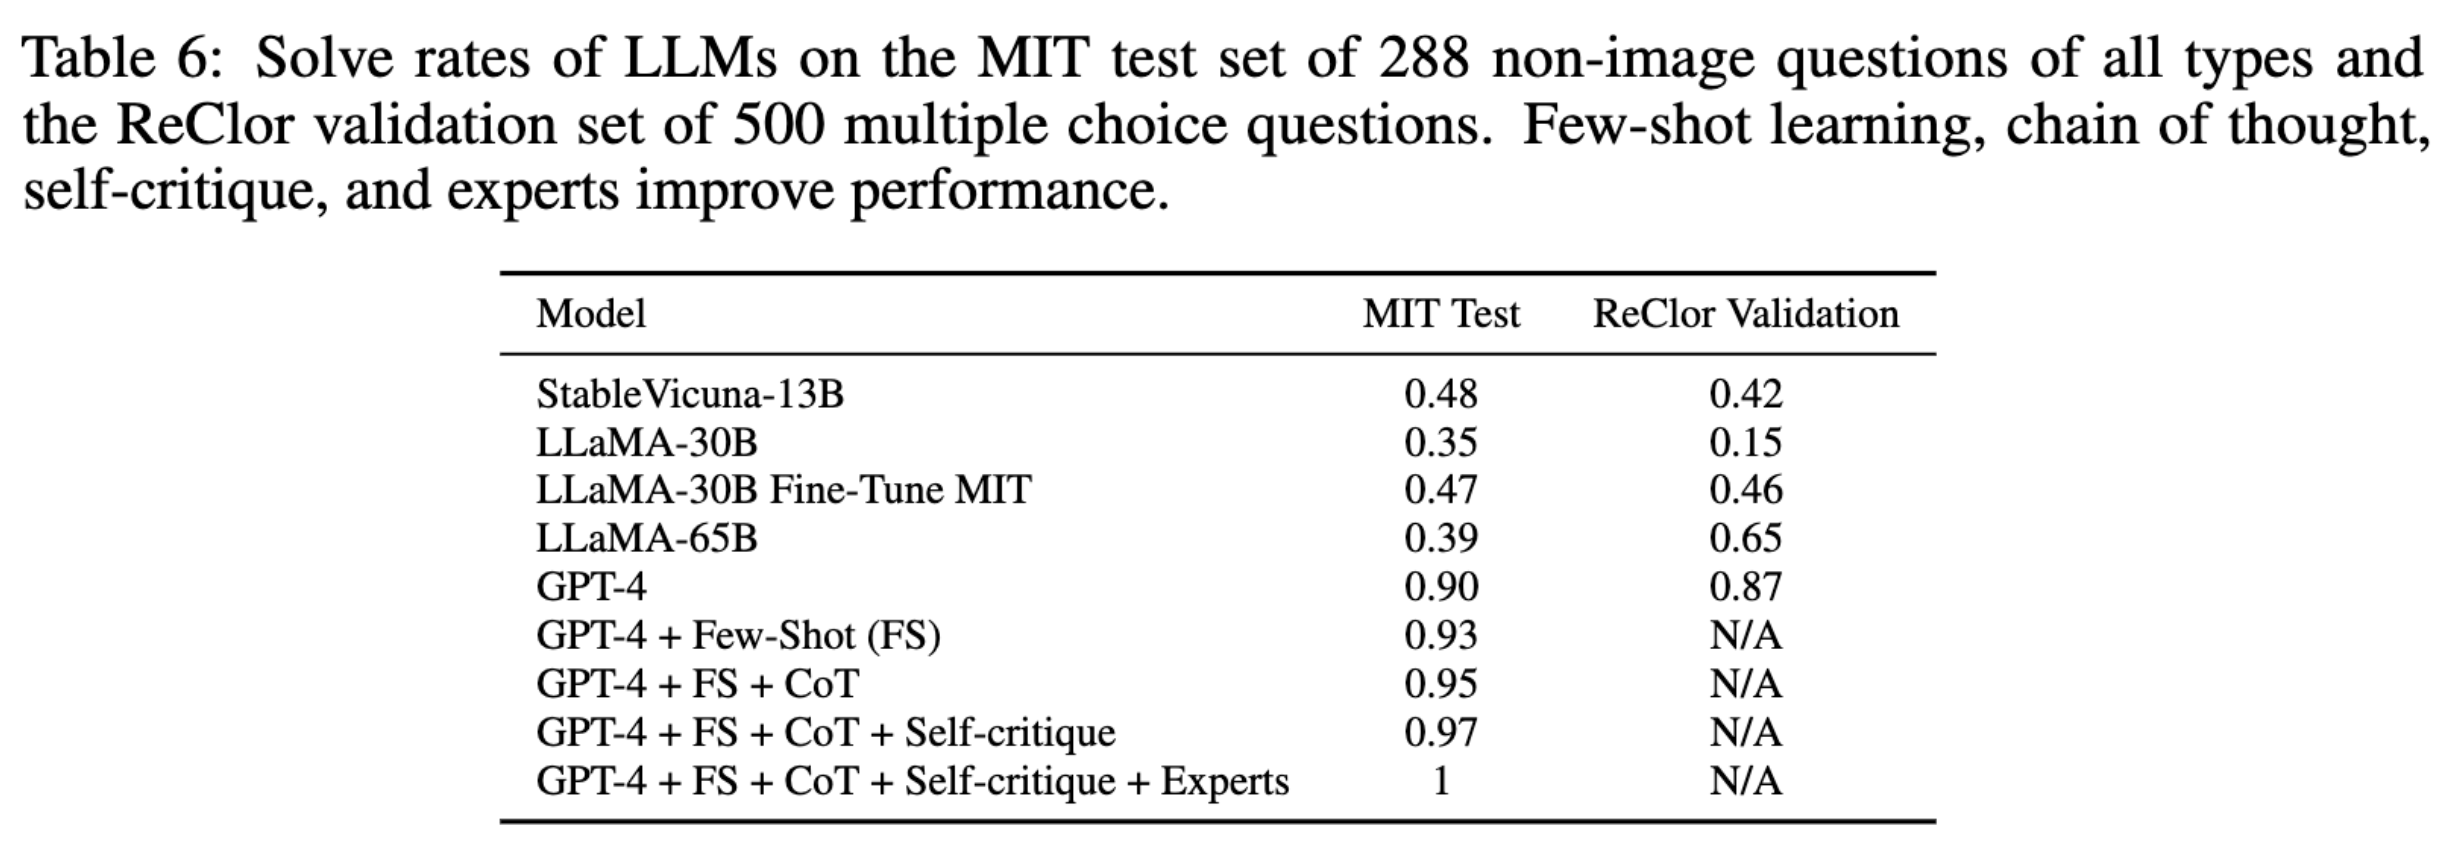 Table 6: Solve rates of LLMs on the MIT test set of 288 non-image questions of all types and
the ReClor validation set of 500 multiple choice questions. Few-shot learning, chain of thought,
self-critique, and experts improve performance.
Model MIT Test ReClor Validation
StableVicuna-13B 0.48 0.42
LLaMA-30B 0.35 0.15
LLaMA-30B Fine-Tune MIT 0.47 0.46
LLaMA-65B 0.39 0.65
GPT-4 0.90 0.87
GPT-4 + Few-Shot (FS) 0.93 N/A
GPT-4 + FS + CoT 0.95 N/A
GPT-4 + FS + CoT + Self-critique 0.97 N/A
GPT-4 + FS + CoT + Self-critique + Experts 1 N/A